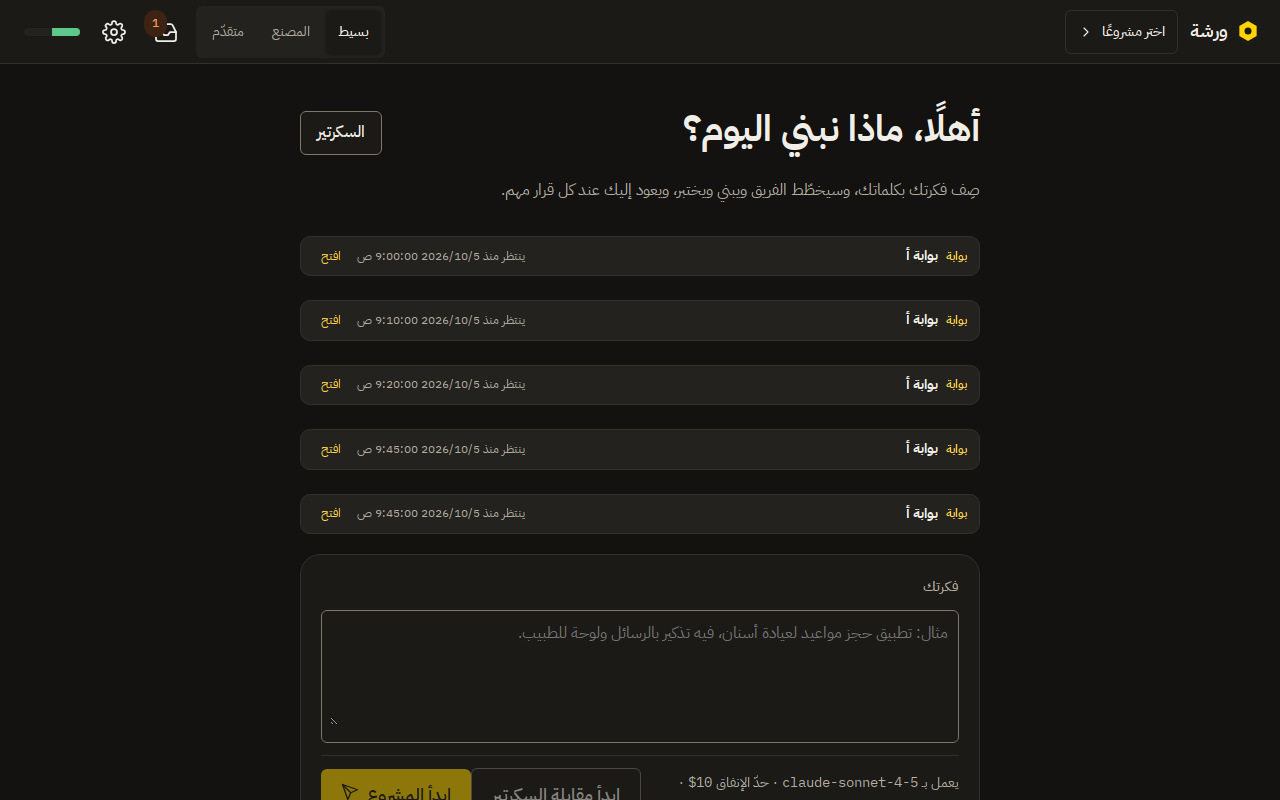 ورشة
اختر مشروعًا
بسيط
المصنع
متقدّم
1
أهلًا، ماذا نبني اليوم؟
السكرتير
صِف فكرتك بكلماتك، وسيخطّط الفريق ويبني ويختبر، ويعود إليك عند كل قرار مهم.
بوابة بوابة أ ينتظر منذ 2026/10/5 9:00:00 ص افتح
بوابة بوابة أ ينتظر منذ 2026/10/5 9:10:00 ص افتح
بوابة بوابة أ ينتظر منذ 2026/10/5 9:20:00 ص افتح
بوابة بوابة أ ينتظر منذ 2026/10/5 9:45:00 ص افتح
بوابة بوابة أ ينتظر منذ 2026/10/5 9:45:00 ص افتح
فكرتك
مثال: تطبيق حجز مواعيد لعيادة أسنان، فيه تذكير بالرسائل ولوحة للطبيب.
يعمل بـ claude-sonnet-4-5 · حدّ الإنفاق 10$ ·
ابدأ مقابلة السكرتير
ابدأ المشروع